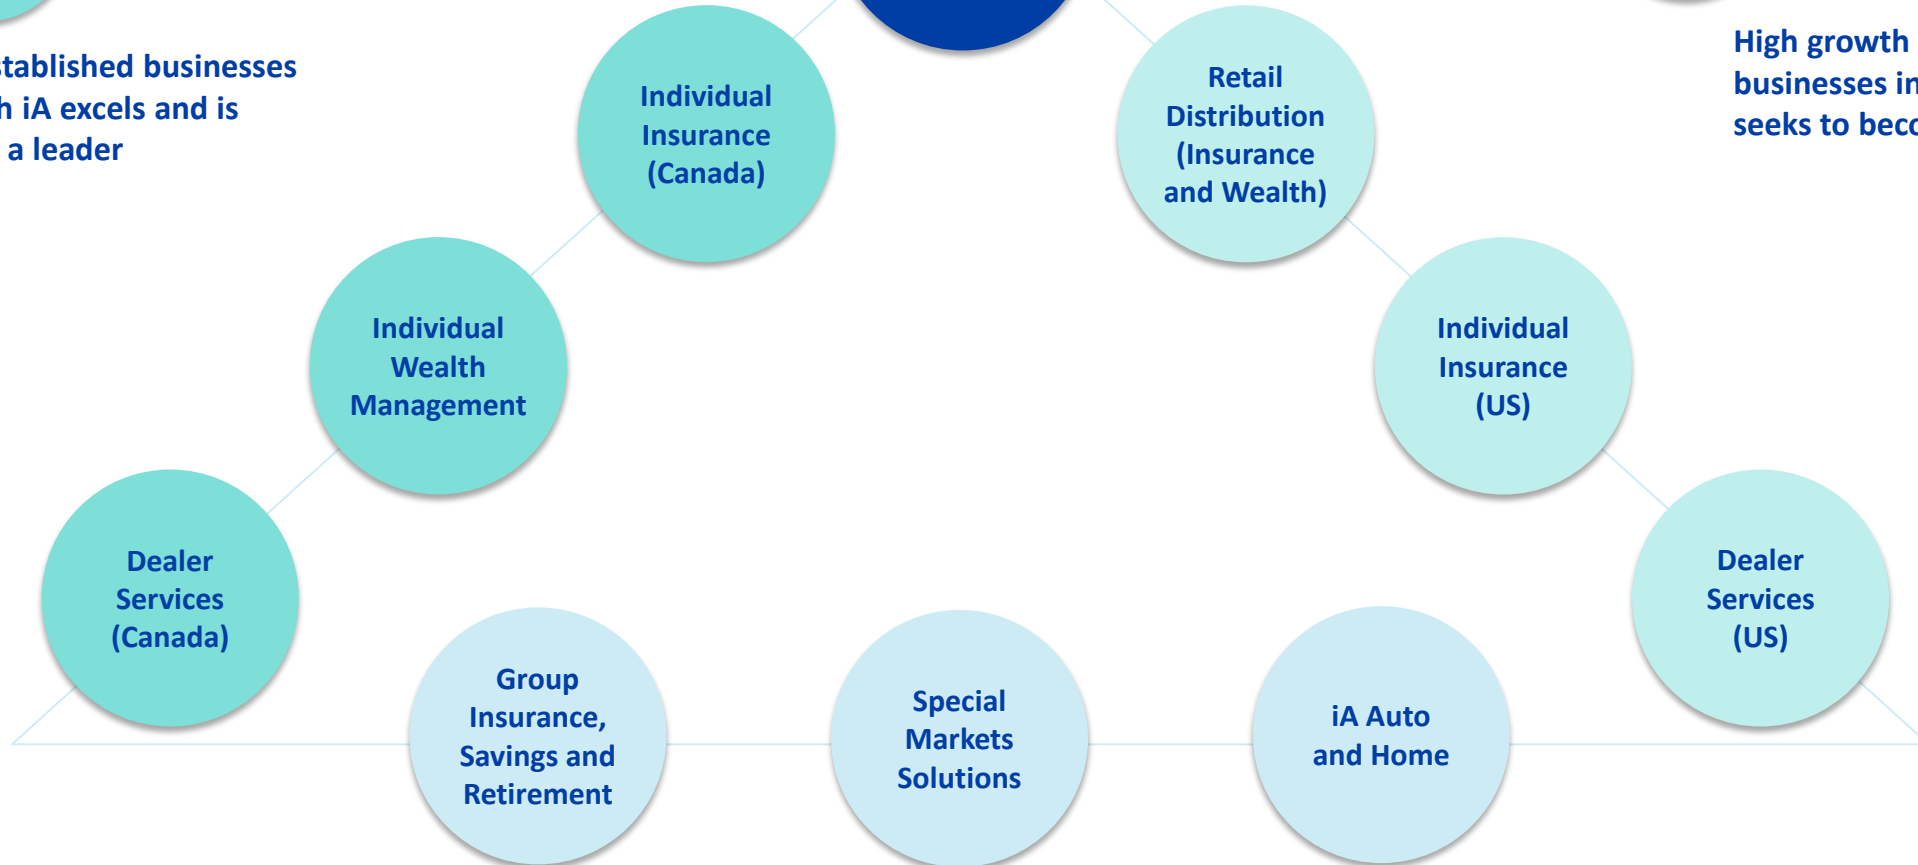 established businesses
iA excels and is
a leader
High growth
businesses in
seeks to
Individual
Insurance
(Canada)
Retail
Distribution
(Insurance
and Wealth)
Individual
Wealth
Management
Individual
Insurance
(US)
Dealer
Services
(Canada)
Dealer
Services
(US)
Group
Insurance,
Savings and
Retirement
Special
Markets
Solutions
iA Auto
and Home